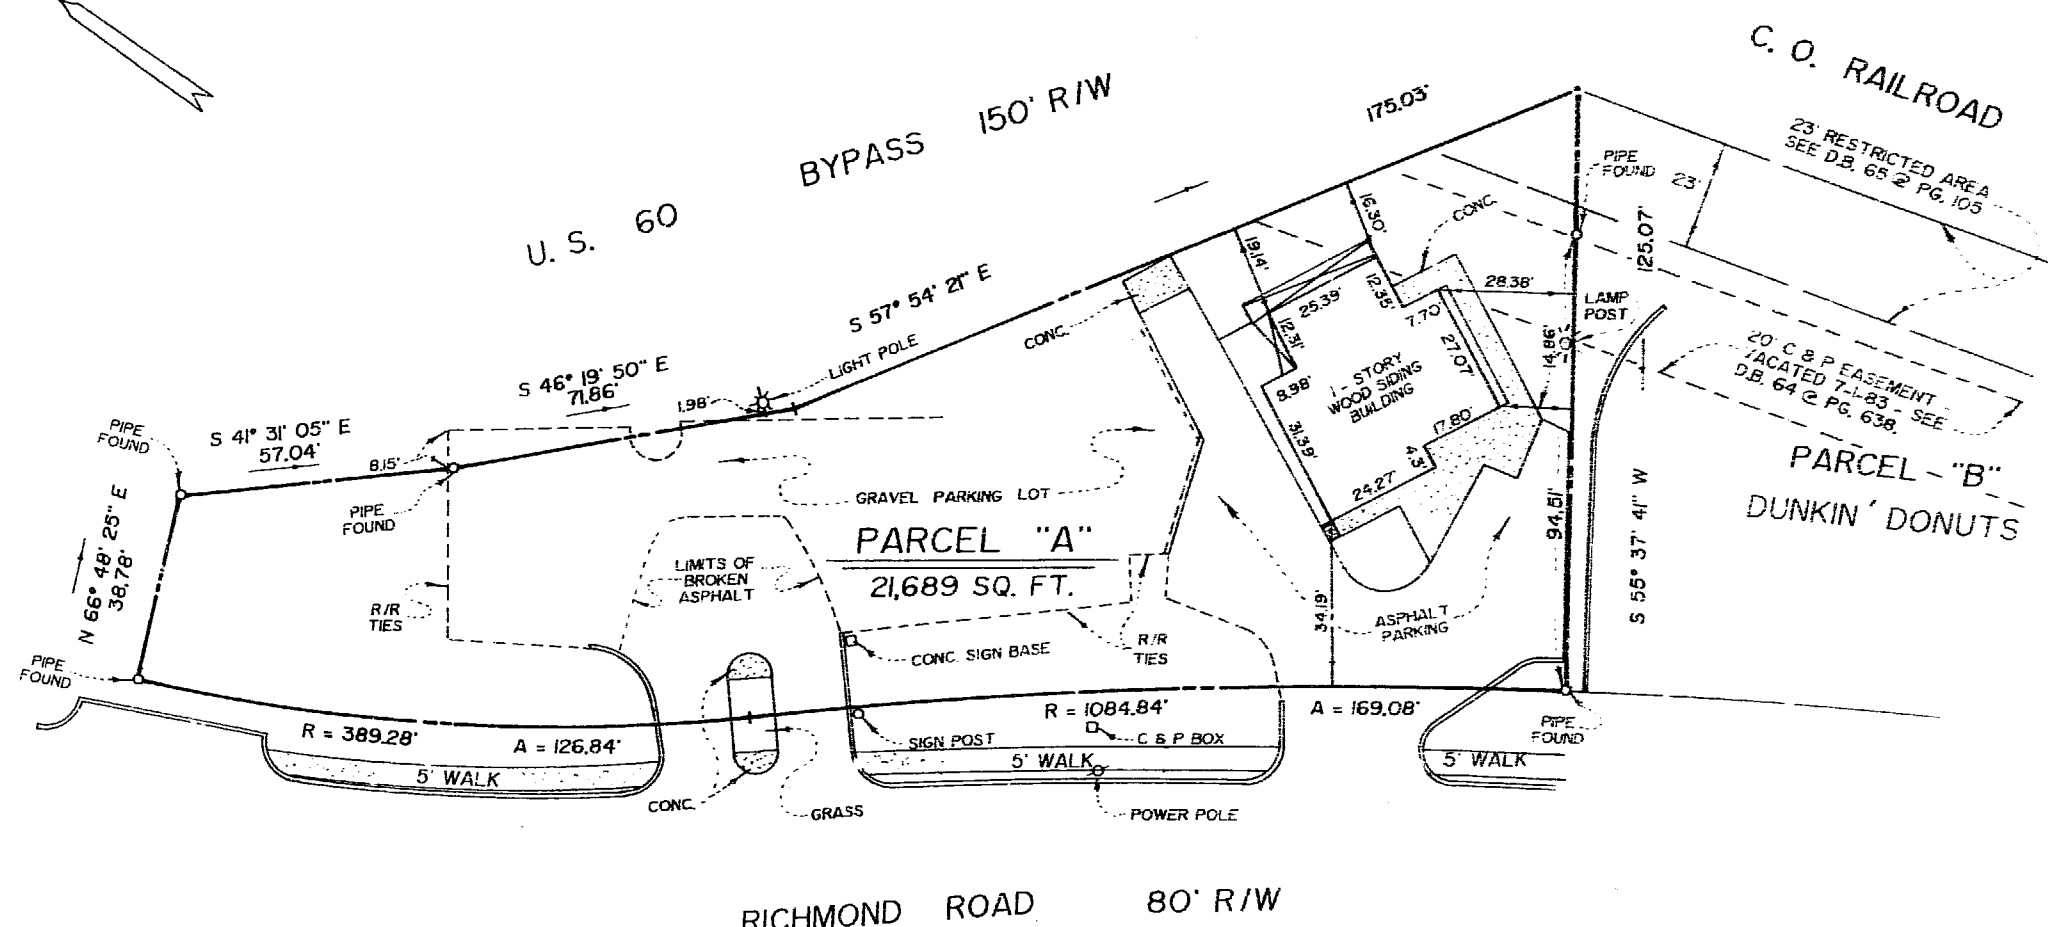 C. O. RAILROAD
BYPASS 150' R/W
U. S. 60
175.03'
23' RESTRICTED AREA
SEE D.B. 65 @ PG. 105
PIPE
FOUND
23'
125.07'
CONC.
16.30'
19.14'
S 57° 54' 21" E
LIGHT POLE
CONC.
25.39'
12.35'
7.70'
28.38'
LAMP
POST
12.31'
27.07
14.86'
1 - STORY
WOOD SIDING
BUILDING
8.98'
17.80'
31.39'
4.3'
24.27'
20' C & P EASEMENT -
VACATED 7-1-83 - SEE
D.B. 64 @ PG. 638.
S 46° 19' 50" E
71.86'
1.98'
PIPE
FOUND
S 41° 31' 05" E
57.04'
8.15'
PIPE
FOUND
GRAVEL PARKING LOT
PARCEL - "B"
DUNKIN' DONUTS
94.51'
S 55° 37' 41" W
N 66° 48' 25" E
38.78'
PARCEL "A"
21,689 SQ. FT.
LIMITS OF
BROKEN
ASPHALT
R/R
TIES
34.19'
ASPHALT
PARKING
PIPE
FOUND
CONC. SIGN BASE
R/R
TIES
R = 389.28'
A = 126.84'
R = 1084.84'
A = 169.08'
SIGN POST
C & P BOX
PIPE
FOUND
5' WALK
5' WALK
5' WALK
CONC.
GRASS
POWER POLE
RICHMOND ROAD 80' R/W